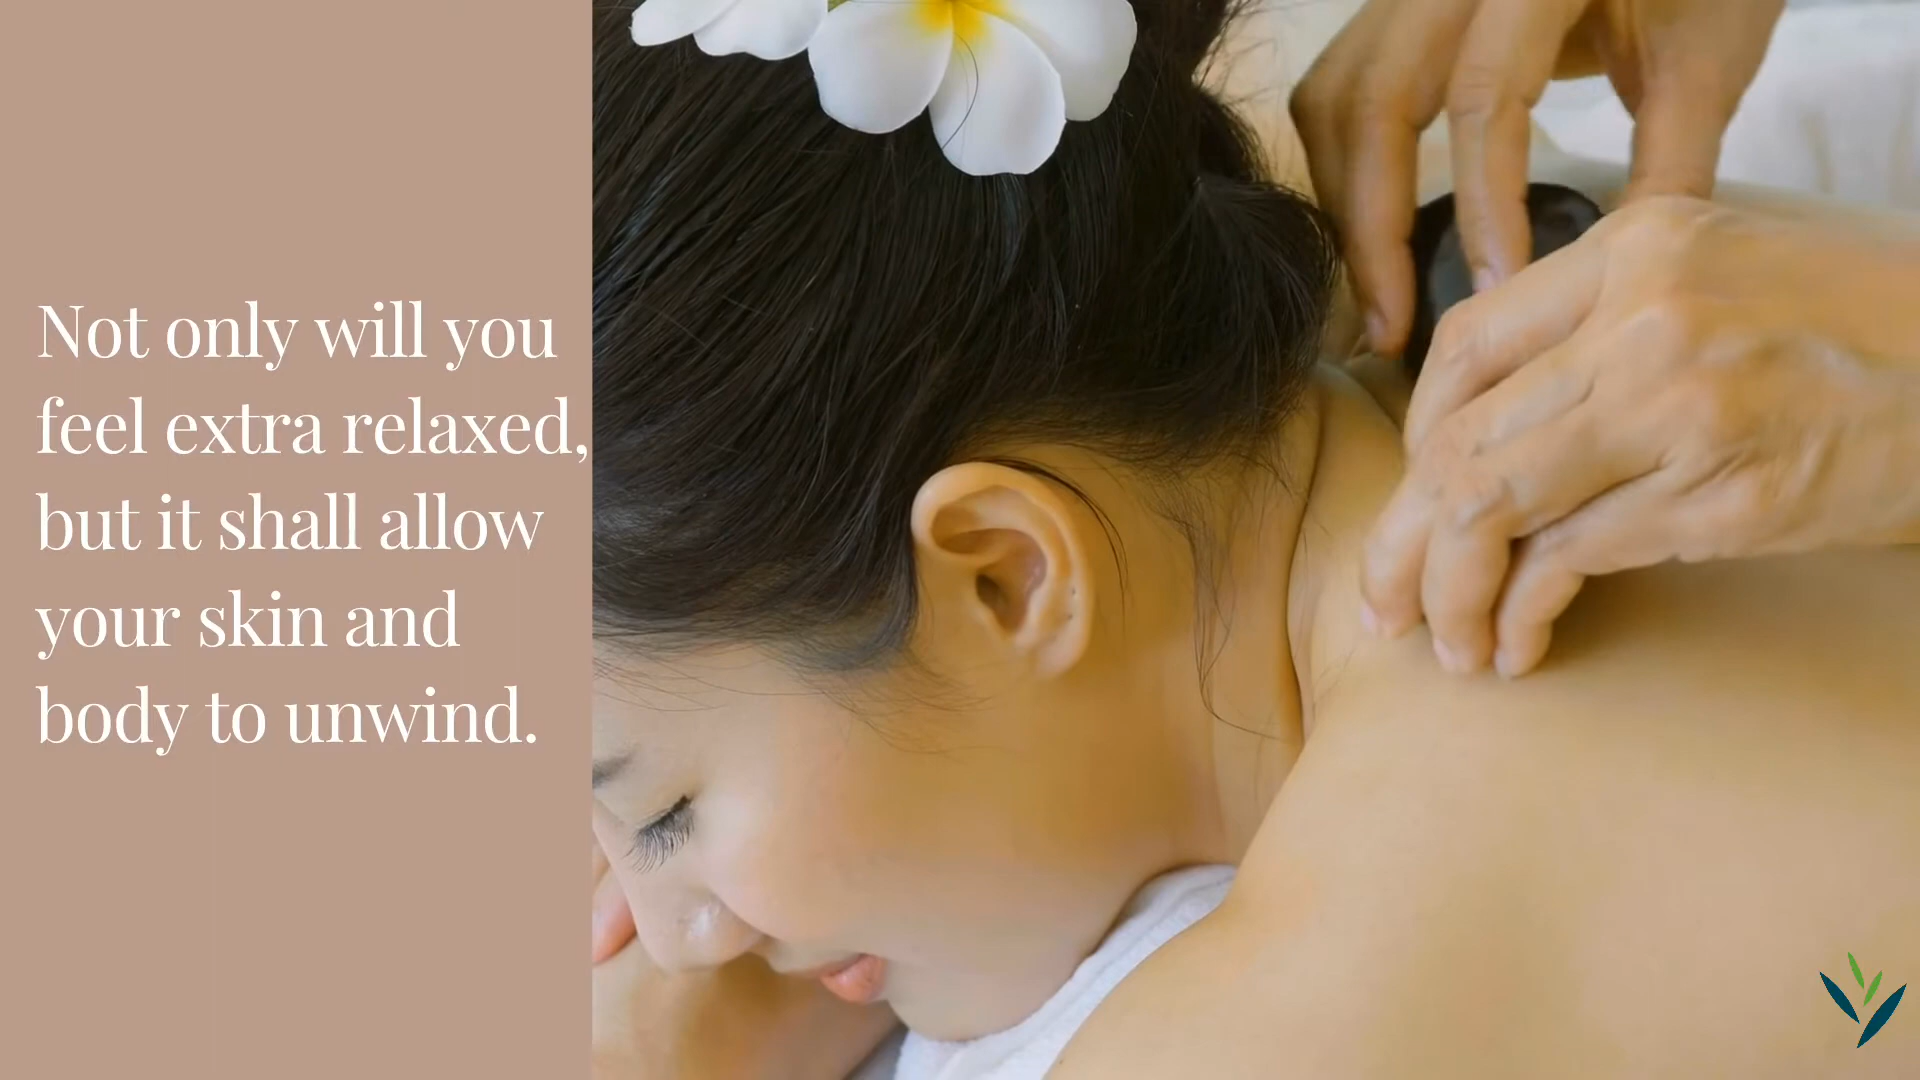 Not only will you
feel extra relaxed,
but it shall allow
your skin and
body to unwind.